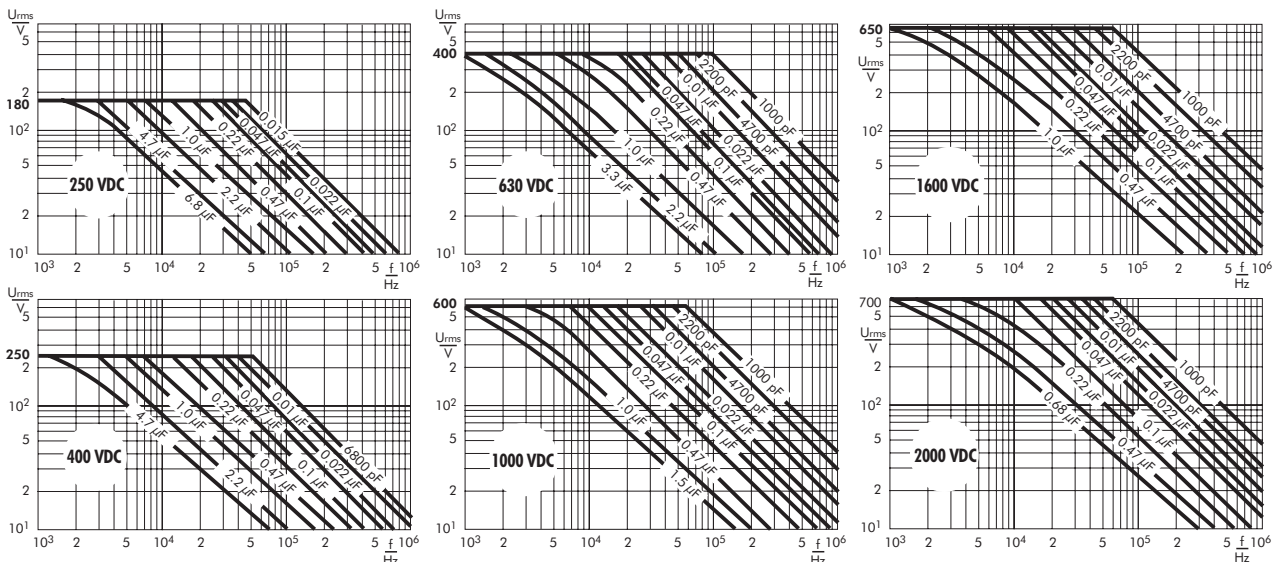 Urms
V
5
180
2
10²
5
2
10¹
250 VDC
6.8 µF
4.7 µF
2.2 µF
1.0 µF
0.47 µF
0.22 µF
0.1 µF
0.047 µF
0.022 µF
0.015 µF
10³ 2 5 10⁴ 2 5 10⁵ 2 5 10⁶
f
Hz
Urms
V
5
400
2
10²
5
2
10¹
630 VDC
3.3 µF
2.2 µF
1.0 µF
0.47 µF
0.22 µF
0.1 µF
0.047 µF
0.022 µF
0.01 µF
4700 pF
2200 pF
1000 pF
10³ 2 5 10⁴ 2 5 10⁵ 2 5 10⁶
f
Hz
650
5
Urms
V
2
10²
5
2
10¹
1600 VDC
1.0 µF
0.47 µF
0.22 µF
0.1 µF
0.047 µF
0.022 µF
0.01 µF
4700 pF
2200 pF
1000 pF
10³ 2 5 10⁴ 2 5 10⁵ 2 5 10⁶
f
Hz
Urms
V
5
250
2
10²
5
2
10¹
400 VDC
4.7 µF
2.2 µF
1.0 µF
0.47 µF
0.22 µF
0.1 µF
0.047 µF
0.022 µF
0.01 µF
6800 pF
10³ 2 5 10⁴ 2 5 10⁵ 2 5 10⁶
f
Hz
600
5
Urms
V
2
10²
5
2
10¹
1000 VDC
1.5 µF
1.0 µF
0.47 µF
0.22 µF
0.1 µF
0.047 µF
0.022 µF
0.01 µF
4700 pF
2200 pF
1000 pF
10³ 2 5 10⁴ 2 5 10⁵ 2 5 10⁶
f
Hz
700
5
Urms
V
2
10²
5
2
10¹
2000 VDC
0.68 µF
0.47 µF
0.22 µF
0.1 µF
0.047 µF
0.022 µF
0.01 µF
4700 pF
2200 pF
1000 pF
10³ 2 5 10⁴ 2 5 10⁵ 2 5 10⁶
f
Hz